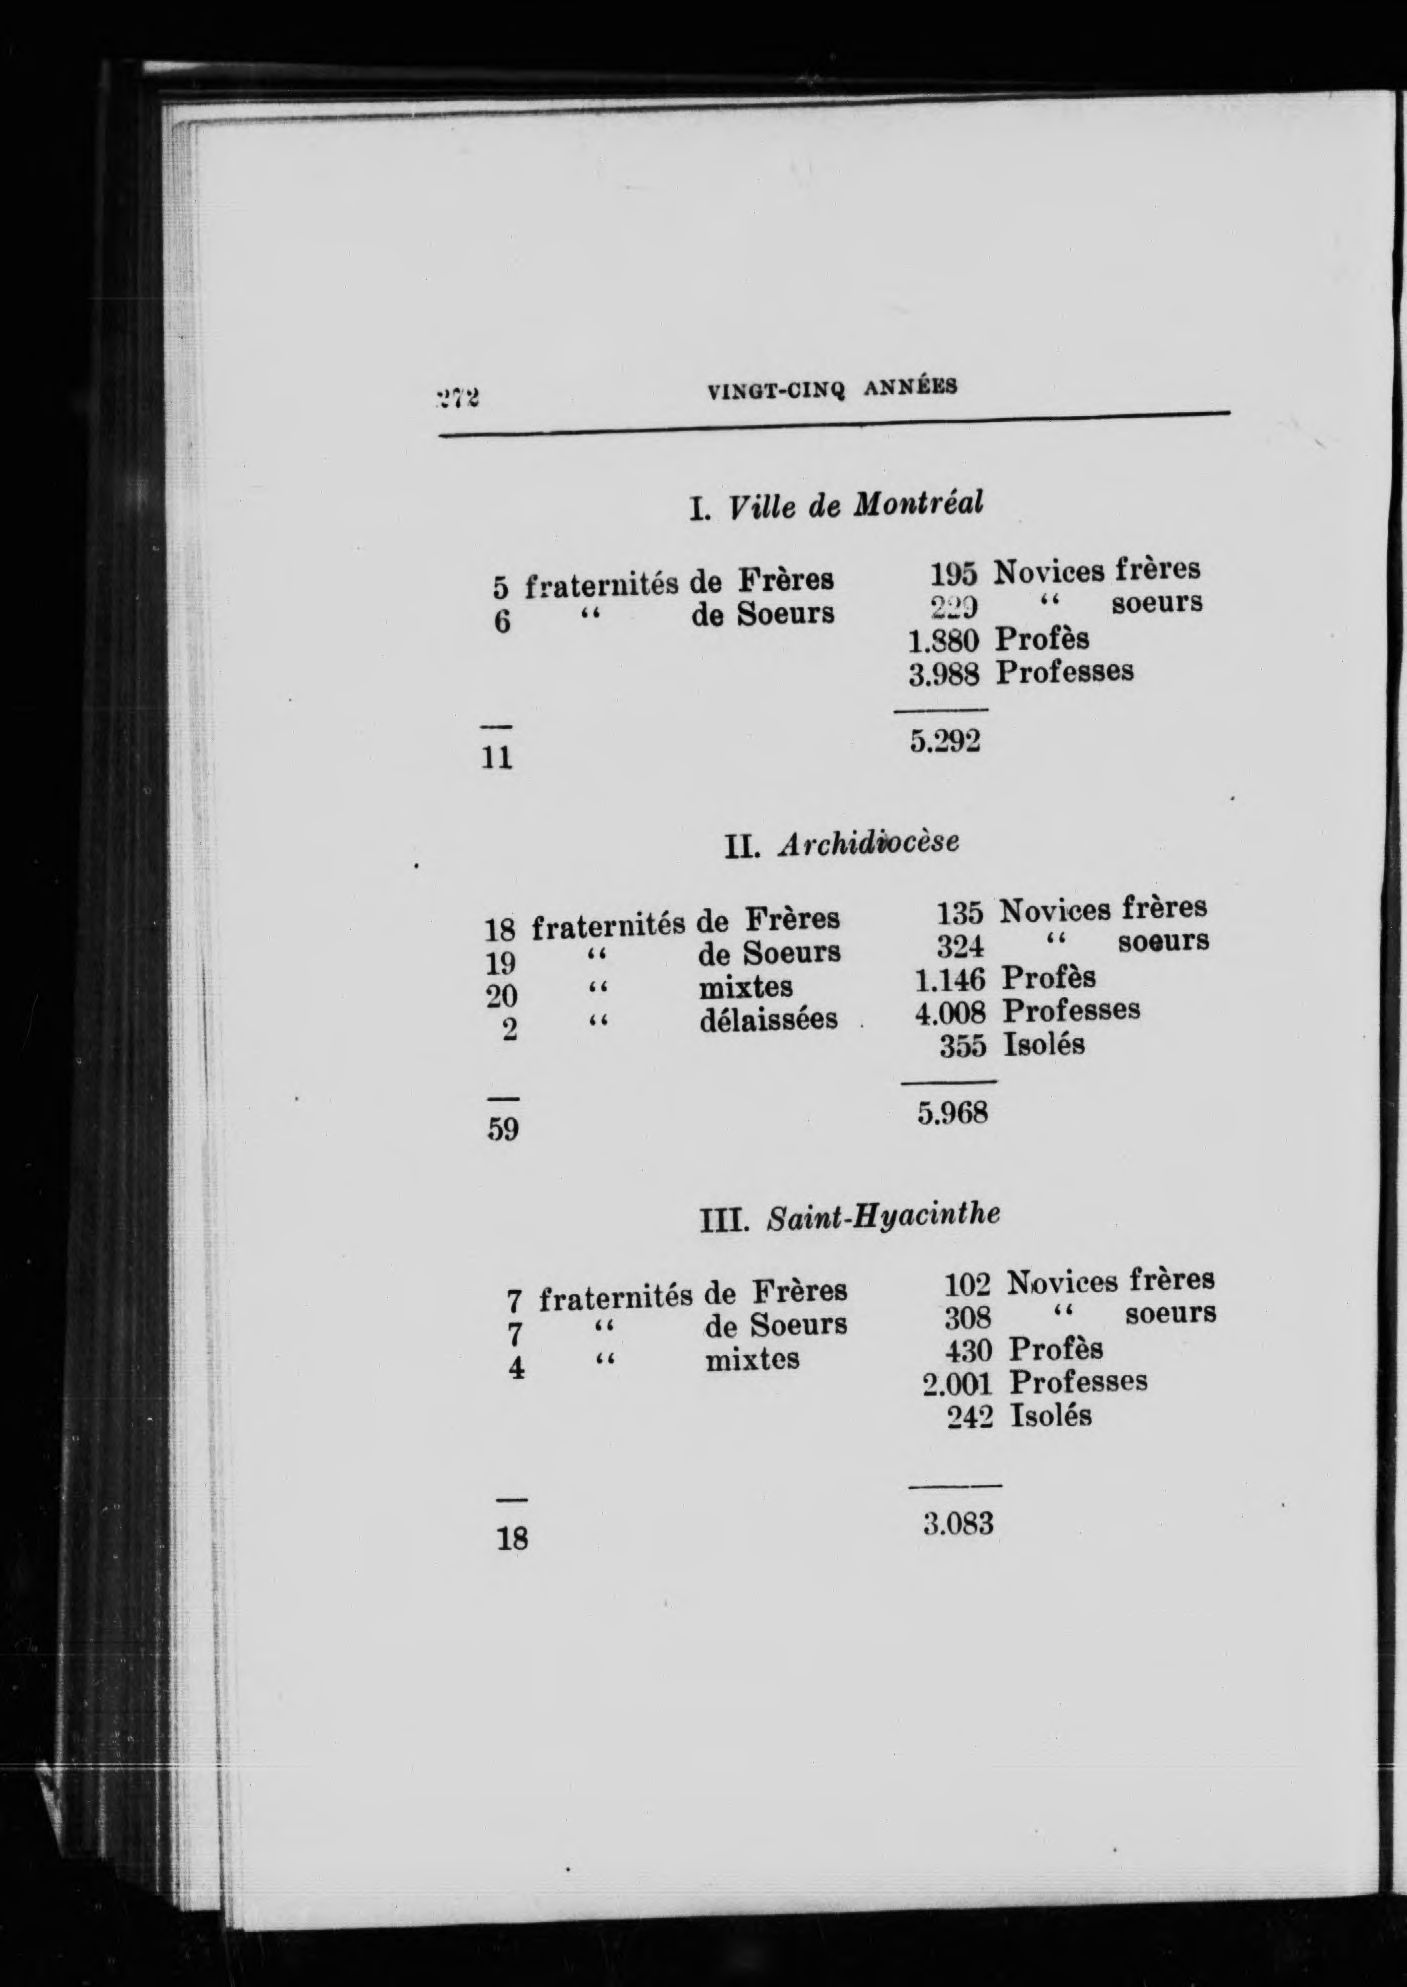 272 VINGT-CINQ ANNÉES
I. Ville de Montréal
5 fraternités de Frères 195 Novices frères
6 “ de Soeurs 229 “ soeurs
1.880 Profès
3.988 Professes
11 5.292
II. Archidiocèse
18 fraternités de Frères 135 Novices frères
19 “ de Soeurs 324 “ soeurs
20 “ mixtes 1.146 Profès
2 “ délaissées 4.008 Professes
355 Isolés
59 5.968
III. Saint-Hyacinthe
7 fraternités de Frères 102 Novices frères
7 “ de Soeurs 308 “ soeurs
4 “ mixtes 430 Profès
2.001 Professes
242 Isolés
18 3.083